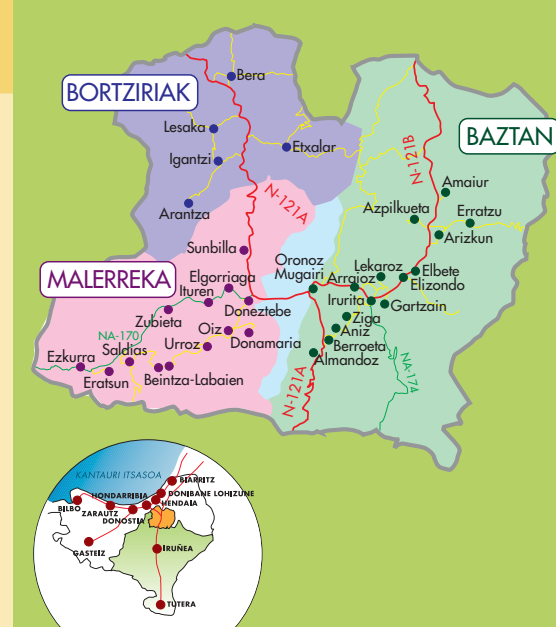 Bera
BORTZIRIAK
Lesaka
Etxalar
Igantzi
Arantza
N-121A
N-121B
BAZTAN
Amaiur
Azpilkueta
Erratzu
Arizkun
Sunbilla
Oronoz
Mugairi
Lekaroz
Arraioz
Elbete
Elizondo
MALERREKA
Elgorriaga
Ituren
Irurita
Gartzain
Doneztebe
Zubieta
Ziga
Oiz
Aniz
NA-170
Saldias
Urroz
Donamaria
Berroeta
Almandoz
Ezkurra
Eratsun
Beintza-Labaien
N-121A
NA-174
KANTAURI ITSASOA
BIARRITZ
HONDARRIBIA
DONIBANE LOHIZUNE
HENDAIA
BILBO
ZARAUTZ
DONOSTIA
GASTEIZ
IRUÑEA
TUTERA